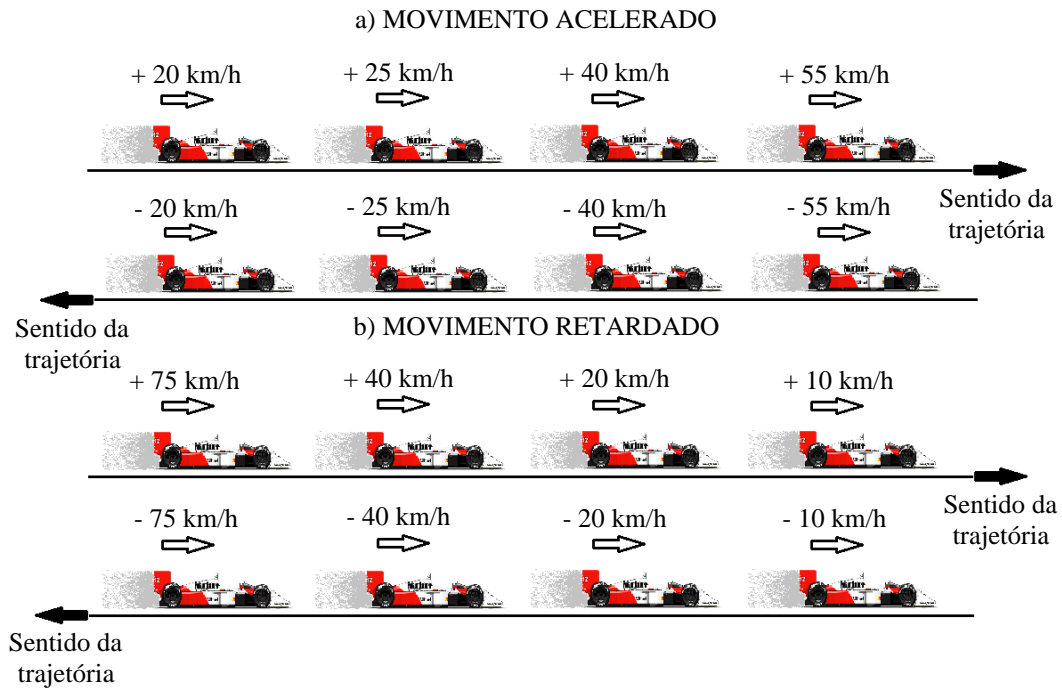 a) MOVIMENTO ACELERADO
+ 20 km/h + 25 km/h + 40 km/h + 55 km/h
Sentido da
trajetória
- 20 km/h - 25 km/h - 40 km/h - 55 km/h
Sentido da
trajetória
b) MOVIMENTO RETARDADO
+ 75 km/h + 40 km/h + 20 km/h + 10 km/h
Sentido da
trajetória
- 75 km/h - 40 km/h - 20 km/h - 10 km/h
Sentido da
trajetória